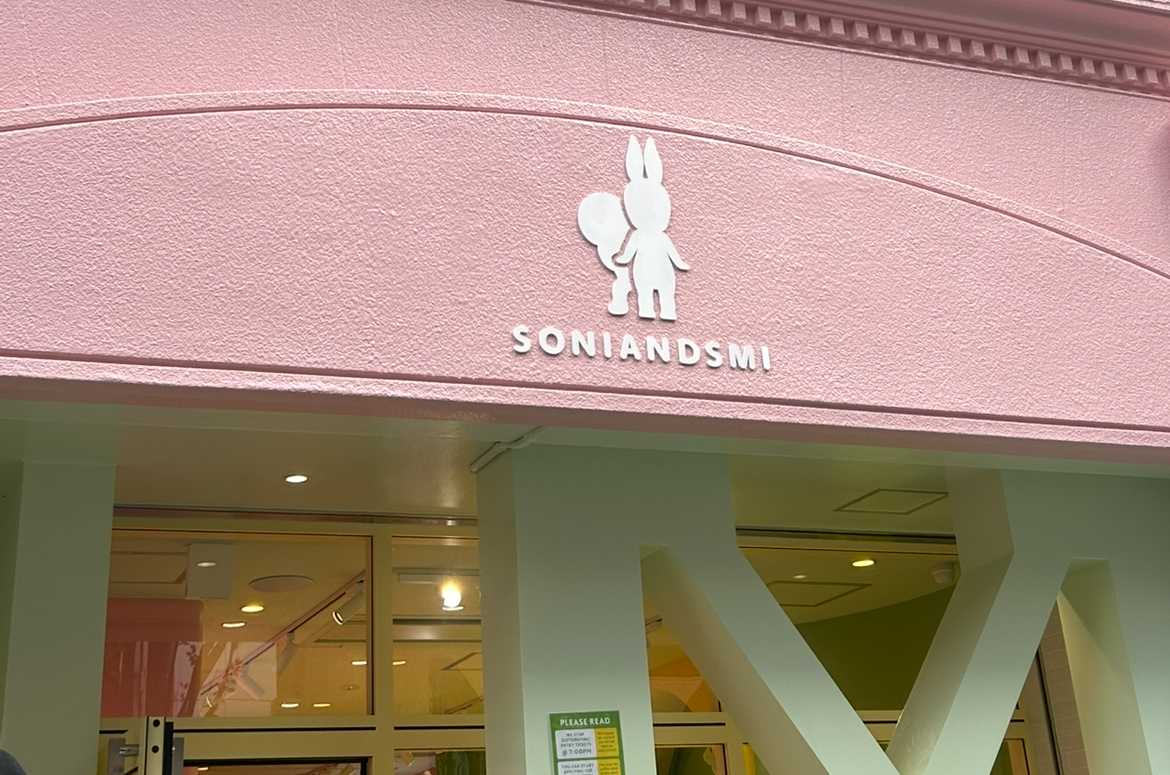 SONIANDSMI
PLEASE READ
WE STOP
DISTRIBUTING
ENTRY TICKETS
@ 7:00PM